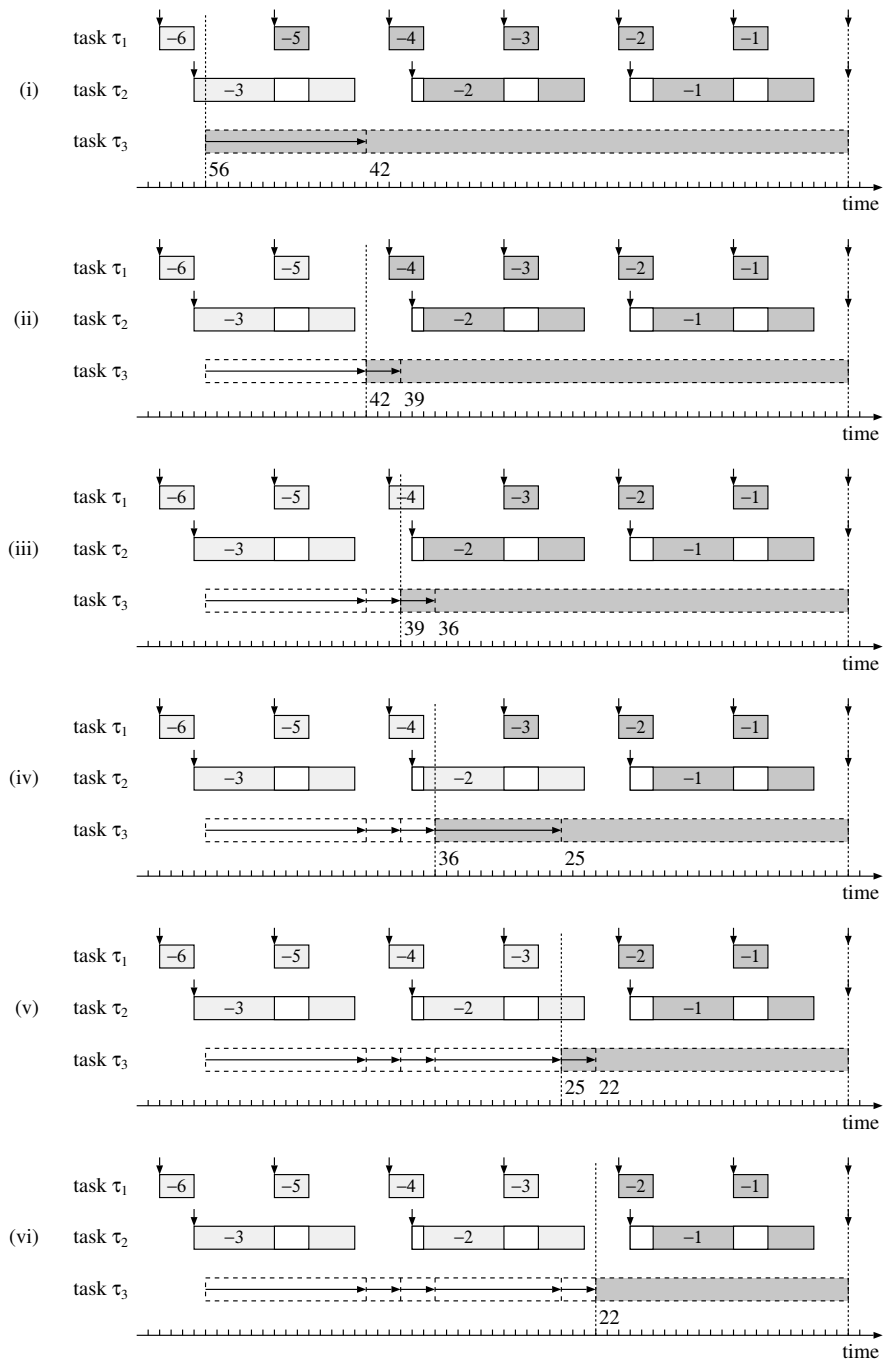 task τ1 −6 −5 −4 −3 −2 −1
(i) task τ2 −3 −2 −1
task τ3
56 42
time
task τ1 −6 −5 −4 −3 −2 −1
(ii) task τ2 −3 −2 −1
task τ3
42 39
time
task τ1 −6 −5 −4 −3 −2 −1
(iii) task τ2 −3 −2 −1
task τ3
39 36
time
task τ1 −6 −5 −4 −3 −2 −1
(iv) task τ2 −3 −2 −1
task τ3
36 25
time
task τ1 −6 −5 −4 −3 −2 −1
(v) task τ2 −3 −2 −1
task τ3
25 22
time
task τ1 −6 −5 −4 −3 −2 −1
(vi) task τ2 −3 −2 −1
task τ3
22
time